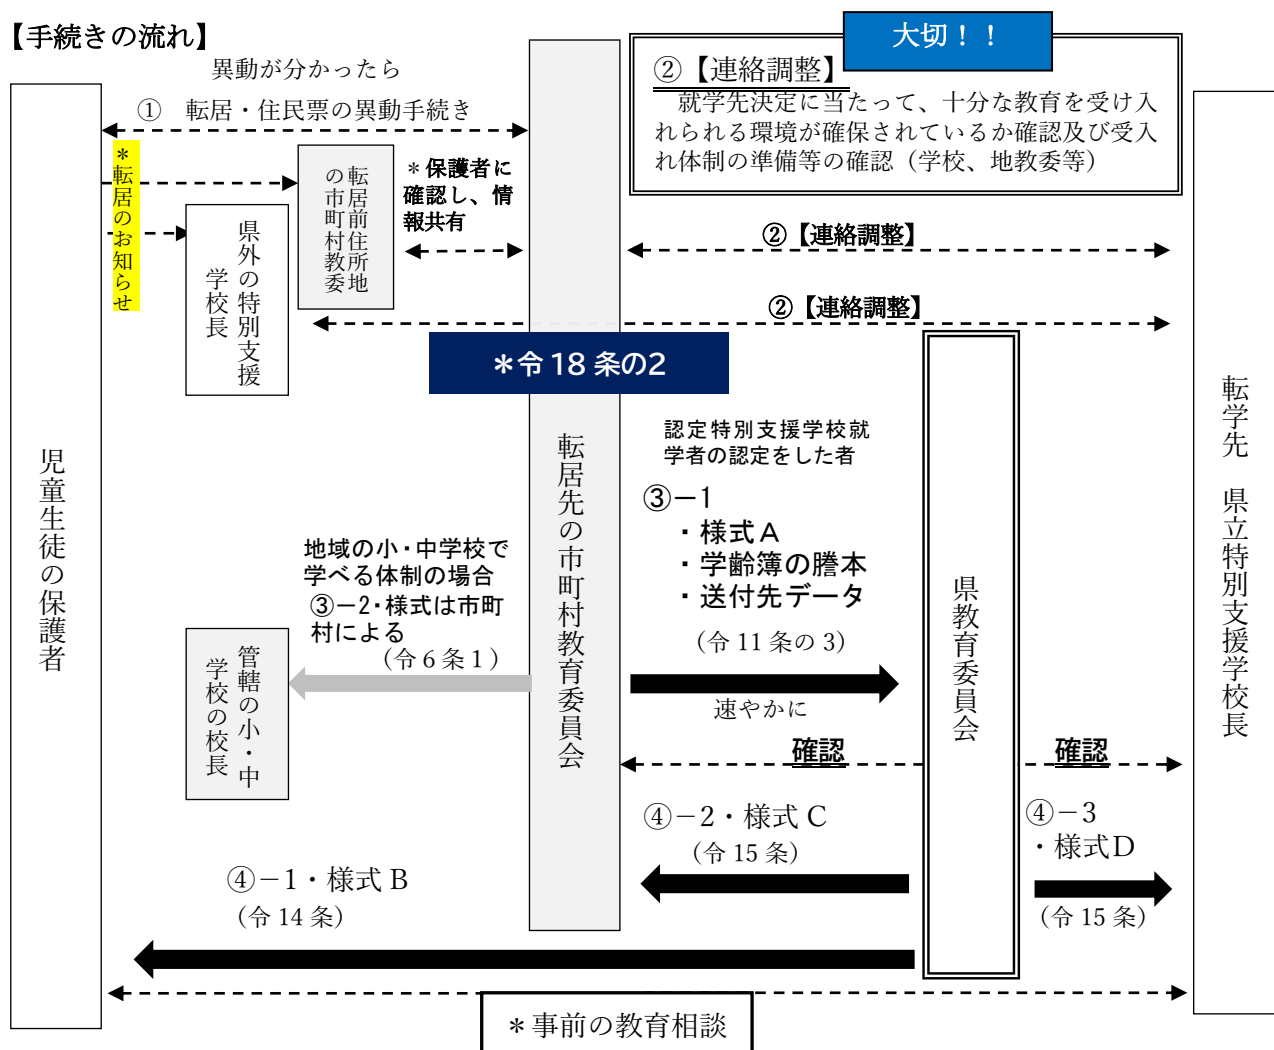 【手続きの流れ】
大切！！
異動が分かったら
① 転居・住民票の異動手続き
②【連絡調整】
就学先決定に当たって、十分な教育を受け入
れられる環境が確保されているか確認及び受入
れ体制の準備等の確認（学校、地教委等）
＊転居のお知らせ
転居前住所地
の市町村教委
＊保護者に
確認し、情
報共有
県外の特別支援
学校長
②【連絡調整】
②【連絡調整】
＊令18条の2
児童生徒の保護者
転居先の市町村教育委員会
県教育委員会
転学先　県立特別支援学校長
認定特別支援学校就
学者の認定をした者
③－1
・様式A
・学齢簿の謄本
・送付先データ
（令11条の3）
速やかに
地域の小・中学校で
学べる体制の場合
③－2・様式は市町
村による
（令6条1）
管轄の小・中
学校の校長
確認
確認
④－2・様式C
（令15条）
④－3
・様式D
（令15条）
④－1・様式B
（令14条）
＊事前の教育相談